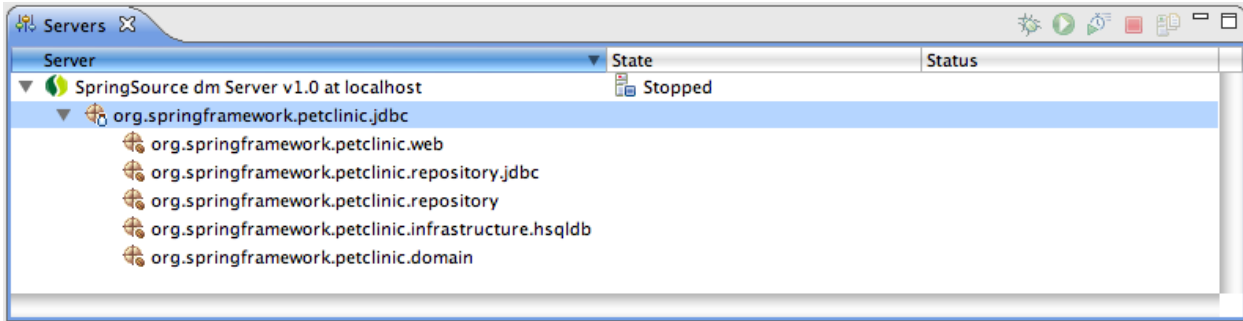 Servers
Server State Status
SpringSource dm Server v1.0 at localhost Stopped
org.springframework.petclinic.jdbc
org.springframework.petclinic.web
org.springframework.petclinic.repository.jdbc
org.springframework.petclinic.repository
org.springframework.petclinic.infrastructure.hsqldb
org.springframework.petclinic.domain